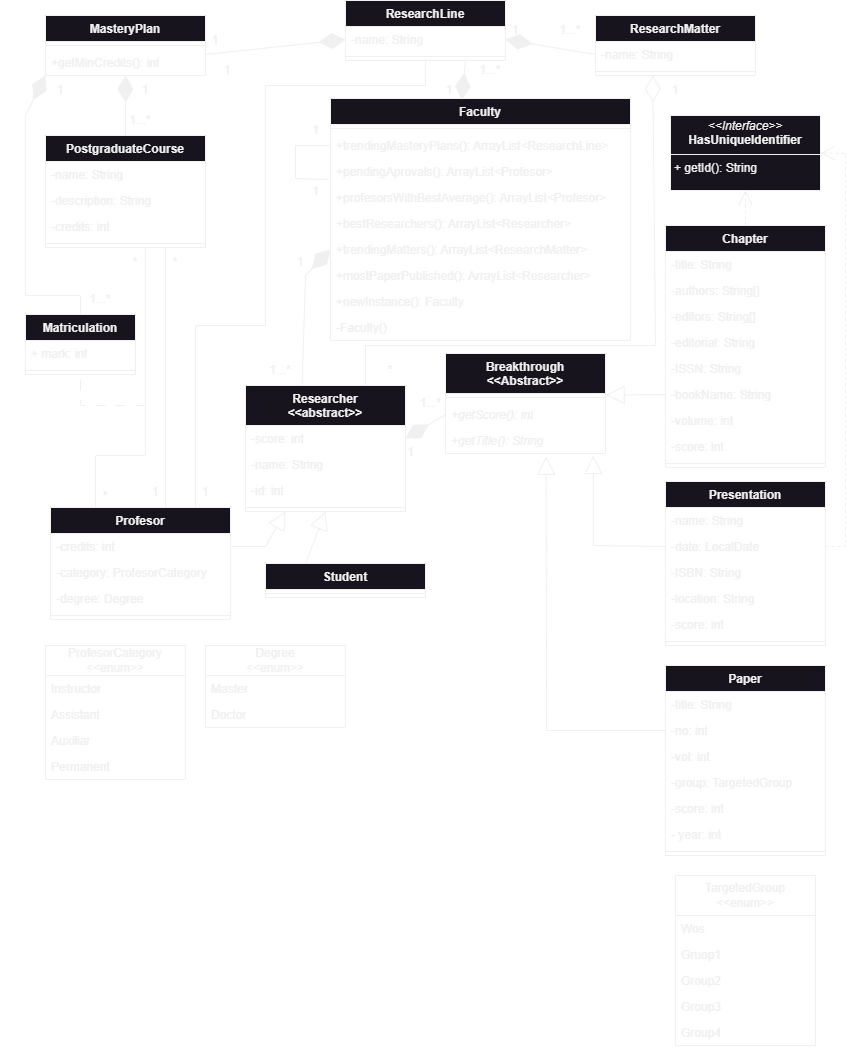 MasteryPlan
+getMinCredits(): int
ResearchLine
-name: String
ResearchMatter
-name: String
1
1
1
1...*
1
1...*
1
1
1
1...*
1
PostgraduateCourse
-name: String
-description: String
-credits: int
Faculty
+trendingMasteryPlans(): ArrayList<ResearchLine>
+pendingAprovals(): ArrayList<Profesor>
+profesorsWithBestAverage(): ArrayList<Profesor>
+bestResearchers(): ArrayList<Researcher>
+trendingMatters(): ArrayList<ResearchMatter>
+mostPaperPublished(): ArrayList<Researcher>
+newInstance(): Faculty
-Faculty()
1
1
1
<<Interface>>
HasUniqueIdentifier
+ getId(): String
Chapter
-title: String
-authors: String[]
-editors: String[]
-editorial: String
-ISSN: String
-bookName: String
-volume: int
-score: int
*
*
1...*
Matriculation
+ mark: int
1...*
*
Researcher
<<abstract>>
-score: int
-name: String
-id: int
Breakthrough
<<Abstract>>
+getScore(): int
+getTitle(): String
1...*
1
*
1
1
Profesor
-credits: int
-category: ProfesorCategory
-degree: Degree
Student
Presentation
-name: String
-date: LocalDate
-ISBN: String
-location: String
-score: int
ProfesorCategory
<<enum>>
Instructor
Assistant
Auxiliar
Permanent
Degree
<<enum>>
Master
Doctor
Paper
-title: String
-no: int
-vol: int
-group: TargetedGroup
-score: int
- year: int
TargetedGroup
<<enum>>
Wos
Gruop1
Group2
Group3
Group4